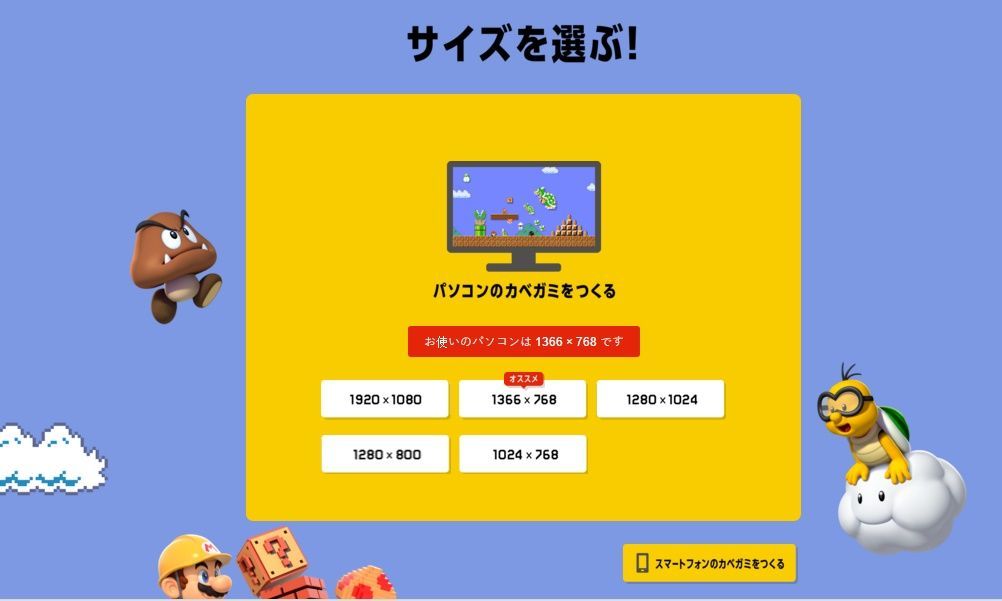 サイズを選ぶ!
パソコンのカベガミをつくる
お使いのパソコンは 1366 × 768 です
オススメ
1920 × 1080
1366 × 768
1280 × 1024
1280 × 800
1024 × 768
スマートフォンのカベガミをつくる
M
?